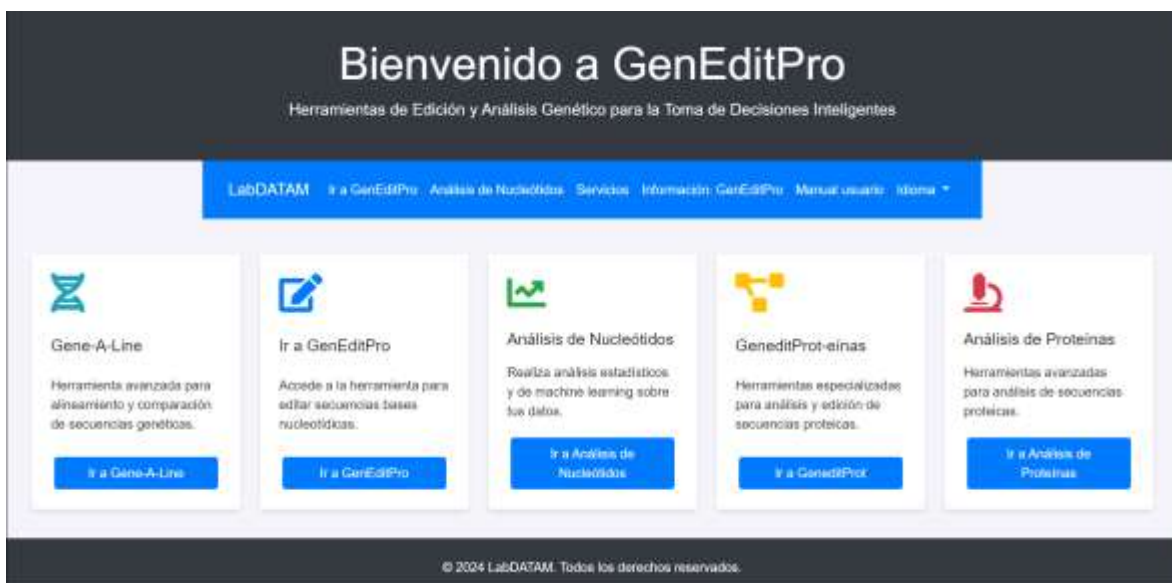 Bienvenido a GenEditPro
Herramientas de Edición y Análisis Genético para la Toma de Decisiones Inteligentes
LabDATAM Ir a GenEditPro Análisis de Nucleótidos Servicios Información: GenEditPro Manual usuario Idioma
Gene-A-Line
Herramienta avanzada para
alineamiento y comparación
de secuencias genéticas.
Ir a Gene-A-Line
Ir a GenEditPro
Accede a la herramienta para
editar secuencias bases
nucleotídicas.
Ir a GenEditPro
Análisis de Nucleótidos
Realiza análisis estadísticos
y de machine learning sobre
tus datos.
Ir a Análisis de
Nucleótidos
GeneditProt-einas
Herramientas especializadas
para análisis y edición de
secuencias proteicas.
Ir a GeneditProt
Análisis de Proteinas
Herramientas avanzadas
para análisis de secuencias
proteicas.
Ir a Análisis de
Proteinas
© 2024 LabDATAM. Todos los derechos reservados.